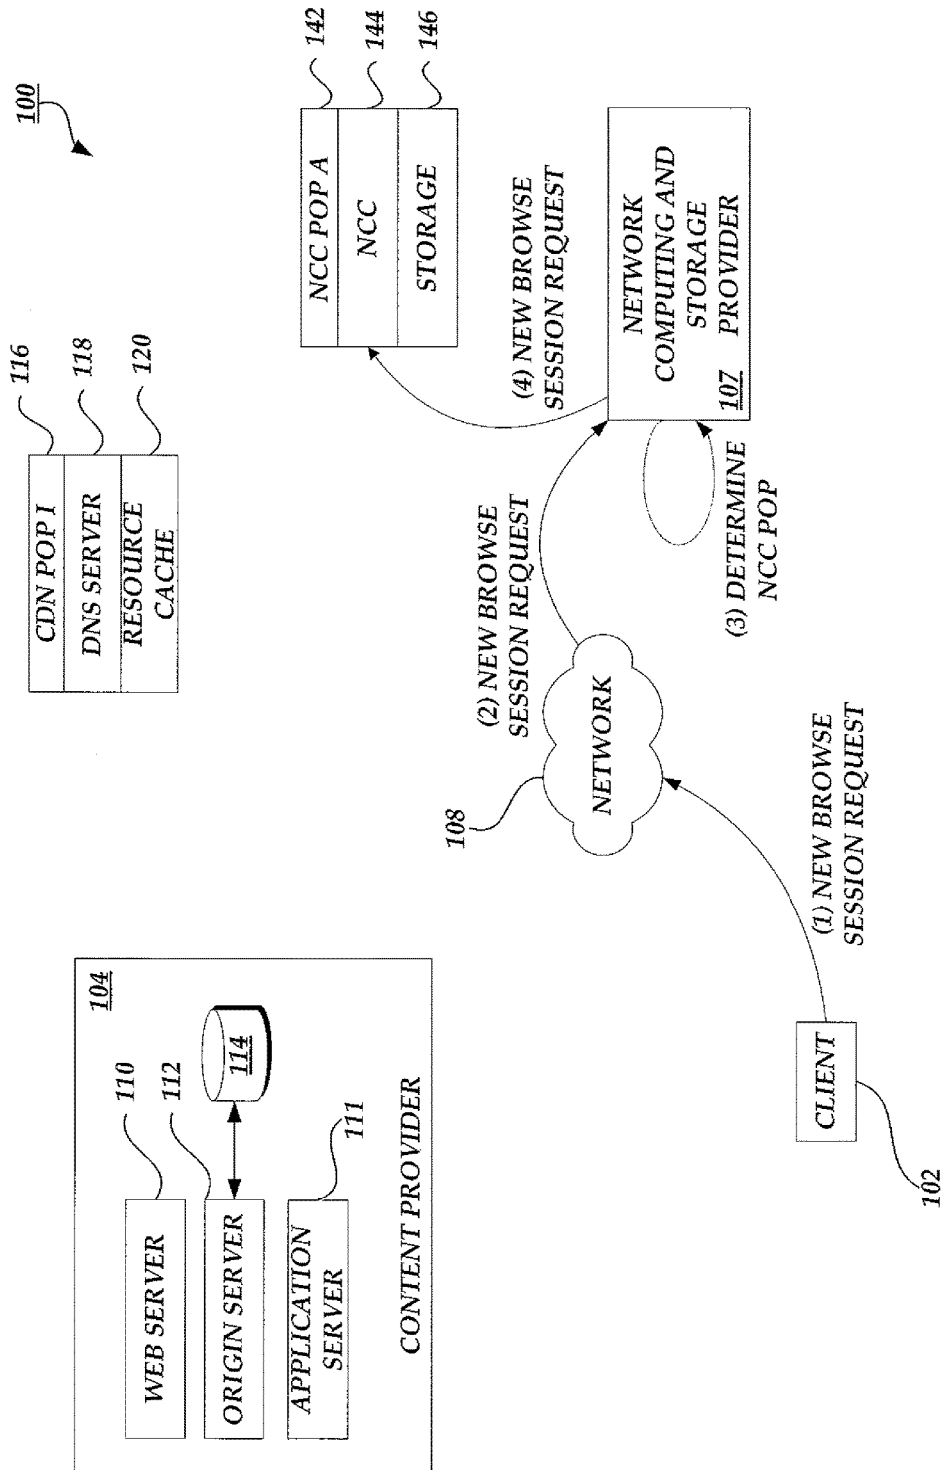 100
104
WEB SERVER
110
ORIGIN SERVER
112
114
APPLICATION
SERVER
111
CONTENT PROVIDER
CDN POP I
116
DNS SERVER
118
RESOURCE
CACHE
120
NCC POP A
142
NCC
144
STORAGE
146
CLIENT
102
(1) NEW BROWSE
SESSION REQUEST
108
NETWORK
(2) NEW BROWSE
SESSION REQUEST
(3) DETERMINE
NCC POP
(4) NEW BROWSE
SESSION REQUEST
NETWORK
COMPUTING AND
STORAGE
107 PROVIDER